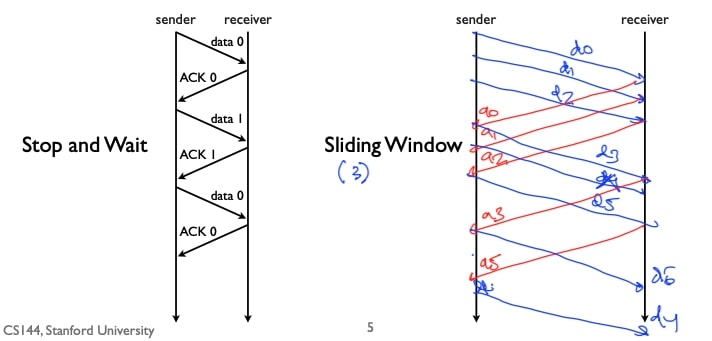 sender receiver
data 0
ACK 0
data 1
ACK 1
data 0
ACK 0
Stop and Wait
sender receiver
d0
d1
d2
a0
a1
a2
Sliding Window
(3)
d3
d5
a3
a5
d6
d4
CS144, Stanford University
5